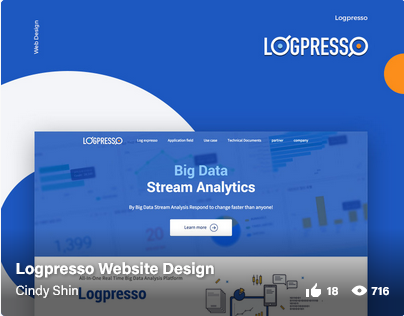 Web Design
Logpresso
LOGPRESSO
LOGPRESSO
Log expresso Application field Use case Technical Documents partner company
Big Data
Stream Analytics
By Big Data Stream Analysis Respond to change faster than anyone!
Learn more
1,399
20
All-in-One Real Time Big Data Analysis Platform
Logpresso
Logpresso Website Design
Cindy Shin
18
716